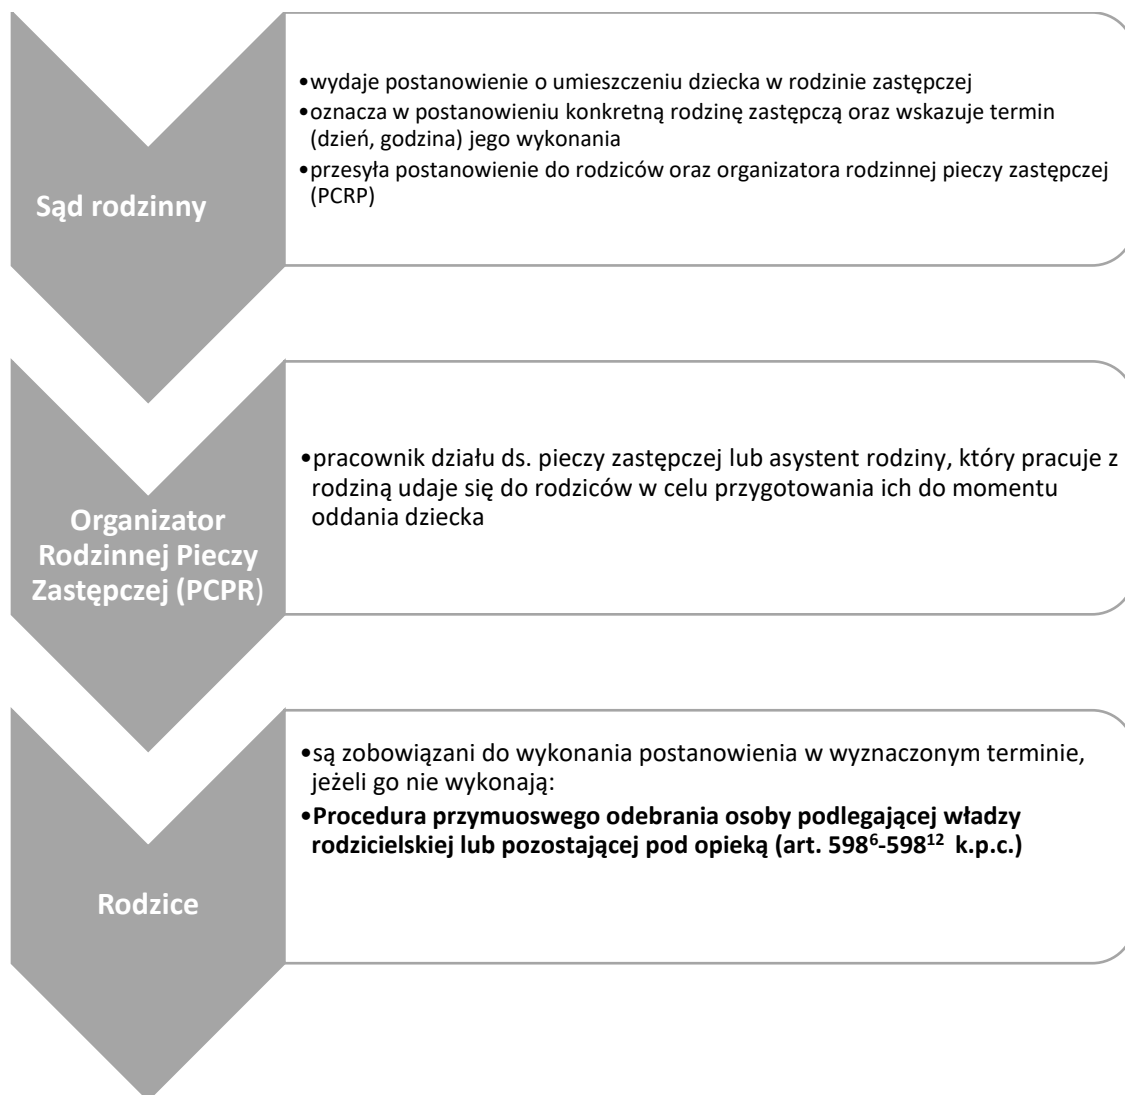 Sąd rodzinny
•wydaje postanowienie o umieszczeniu dziecka w rodzinie zastępczej
•oznacza w postanowieniu konkretną rodzinę zastępczą oraz wskazuje termin
(dzień, godzina) jego wykonania
•przesyła postanowienie do rodziców oraz organizatora rodzinnej pieczy zastępczej
(PCRP)
Organizator
Rodzinnej Pieczy
Zastępczej (PCPR)
•pracownik działu ds. pieczy zastępczej lub asystent rodziny, który pracuje z
rodziną udaje się do rodziców w celu przygotowania ich do momentu
oddania dziecka
Rodzice
•są zobowiązani do wykonania postanowienia w wyznaczonym terminie,
jeżeli go nie wykonają:
•Procedura przymuoswego odebrania osoby podlegającej władzy
rodzicielskiej lub pozostającej pod opieką (art. 598⁶-598¹² k.p.c.)